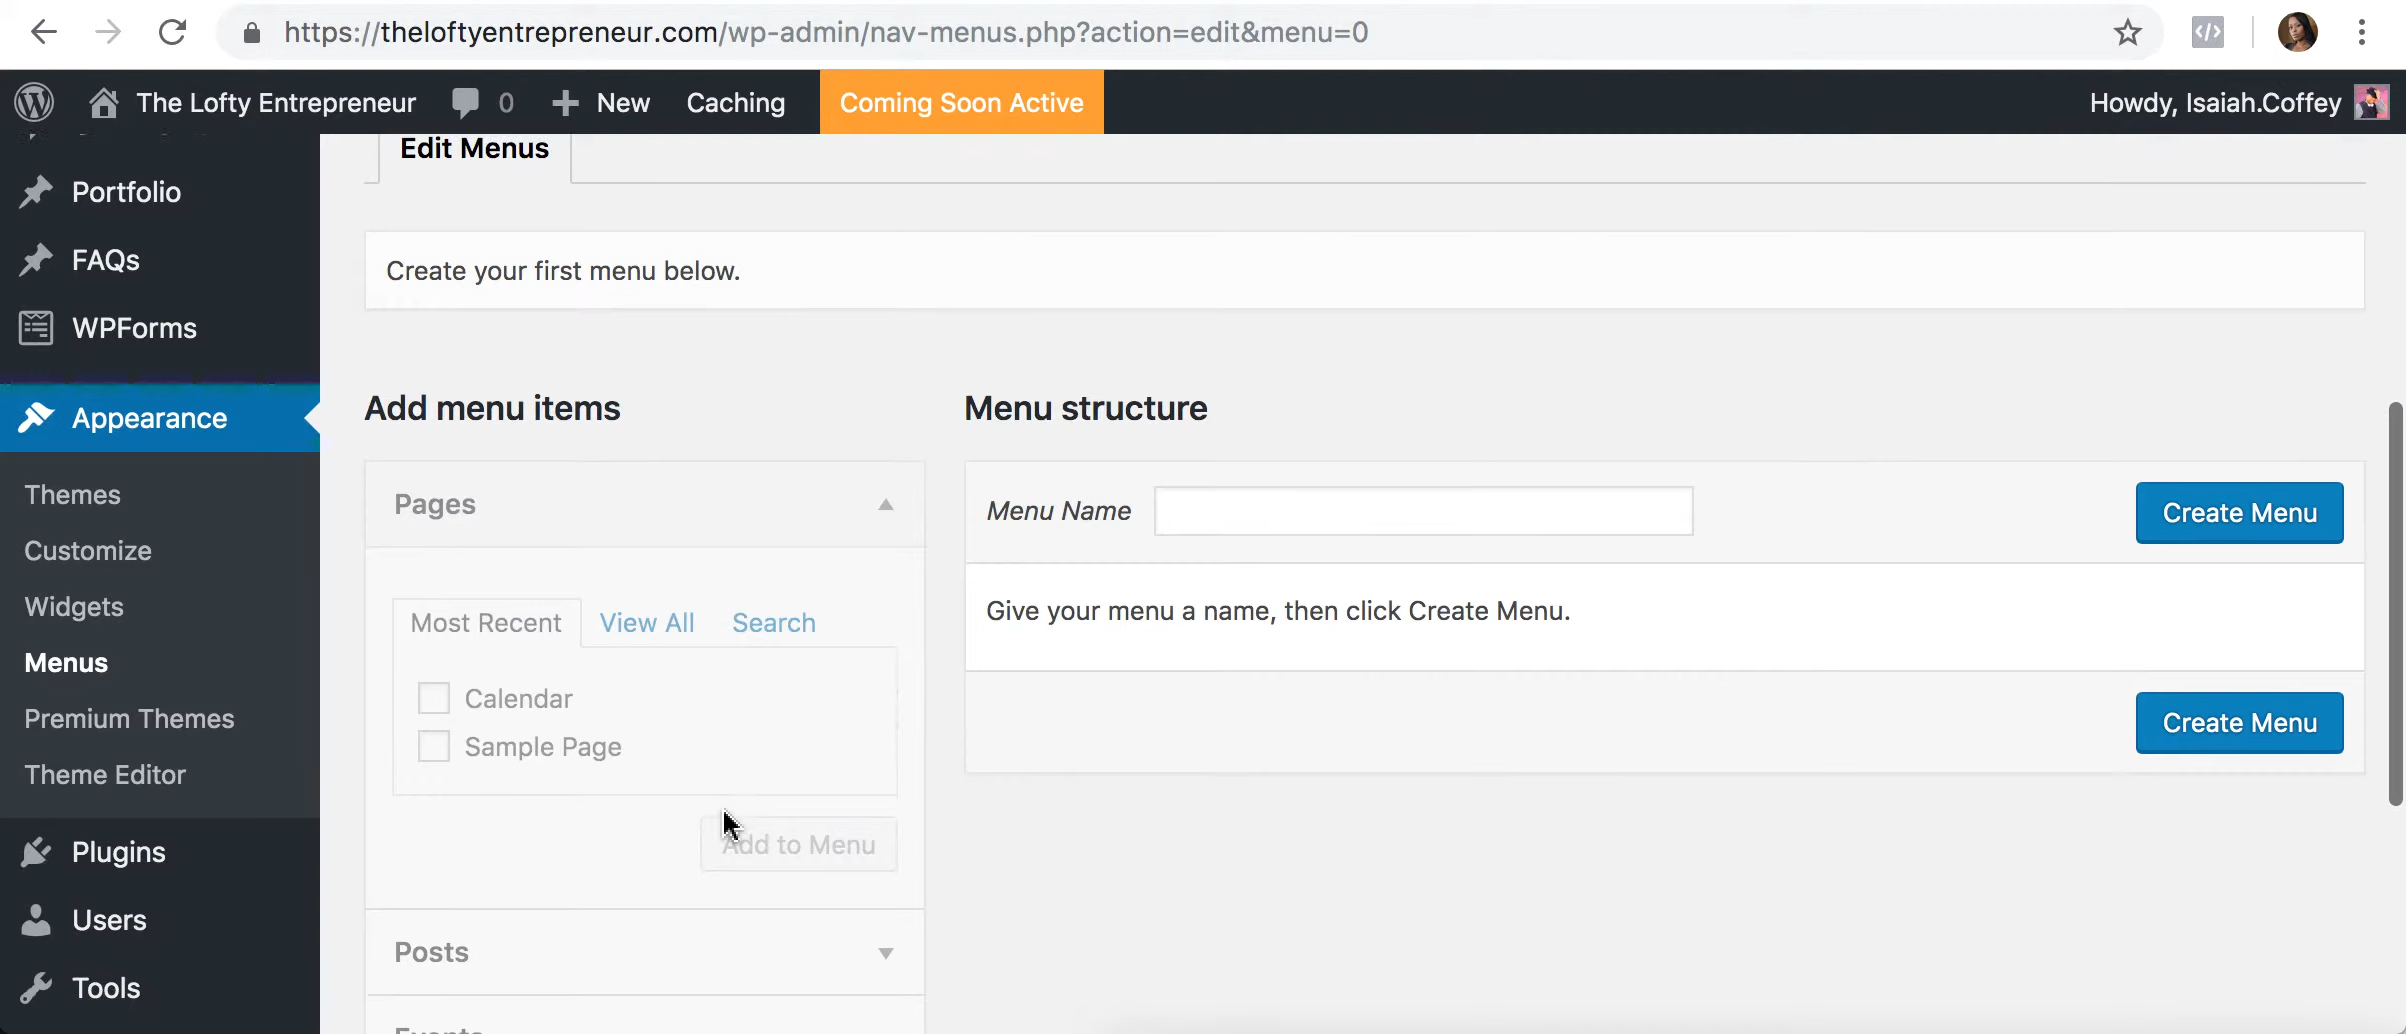 https://theloftyentrepreneur.com/wp-admin/nav-menus.php?action=edit&menu=0
The Lofty Entrepreneur 0 New Caching Coming Soon Active Howdy, Isaiah.Coffey
Portfolio
FAQs
WPForms
Appearance
Themes
Customize
Widgets
Menus
Premium Themes
Theme Editor
Plugins
Users
Tools
Edit Menus
Create your first menu below.
Add menu items
Pages
Most Recent View All Search
Calendar
Sample Page
Add to Menu
Posts
Events
Menu structure
Menu Name Create Menu
Give your menu a name, then click Create Menu.
Create Menu